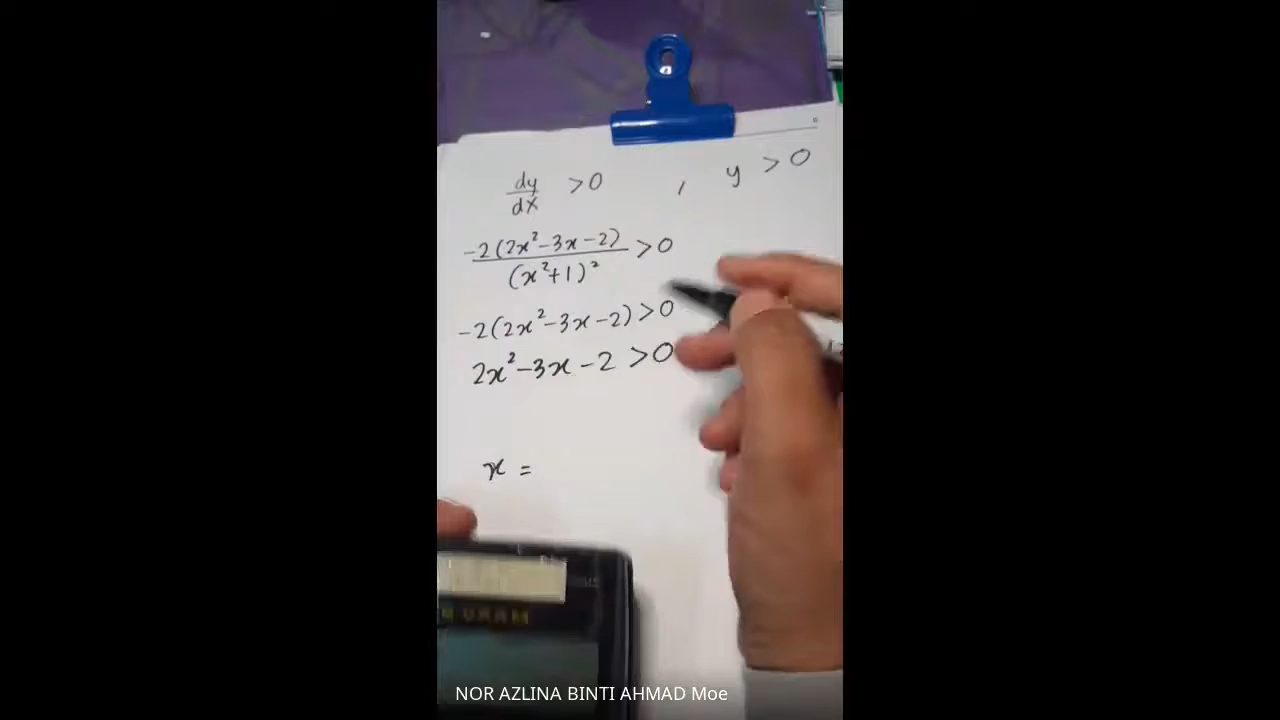 dy/dx > 0 , y > 0
-2(2x²-3x-2)/(x²+1)² > 0
-2(2x²-3x-2) > 0
2x²-3x-2 > 0
x =
NOR AZLINA BINTI AHMAD Moe